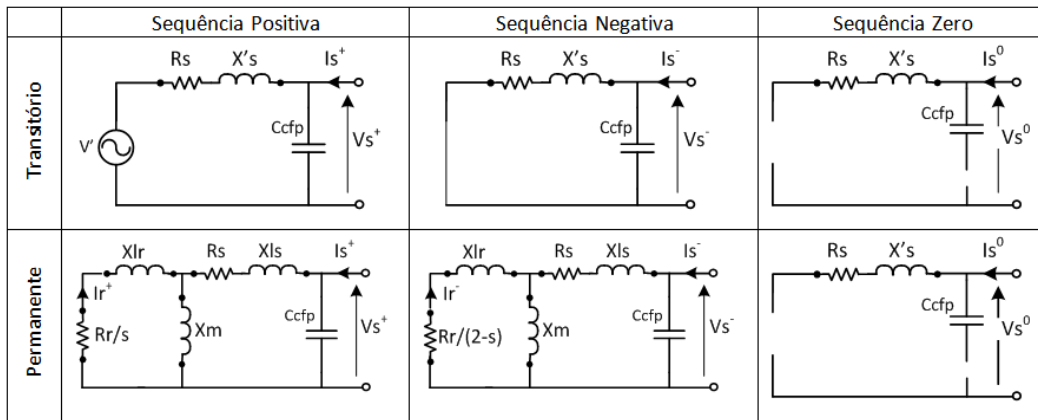 Sequência Positiva Sequência Negativa Sequência Zero
Transitório
Rs X's Is+
V' Ccfp Vs+
Rs X's Is-
Ccfp Vs-
Rs X's Is0
Ccfp Vs0
Permanente
Xlr Rs Xls Is+
Ir+
Rr/s Xm Ccfp Vs+
Xlr Rs Xls Is-
Ir-
Rr/(2-s) Xm Ccfp Vs-
Rs X's Is0
Ccfp Vs0